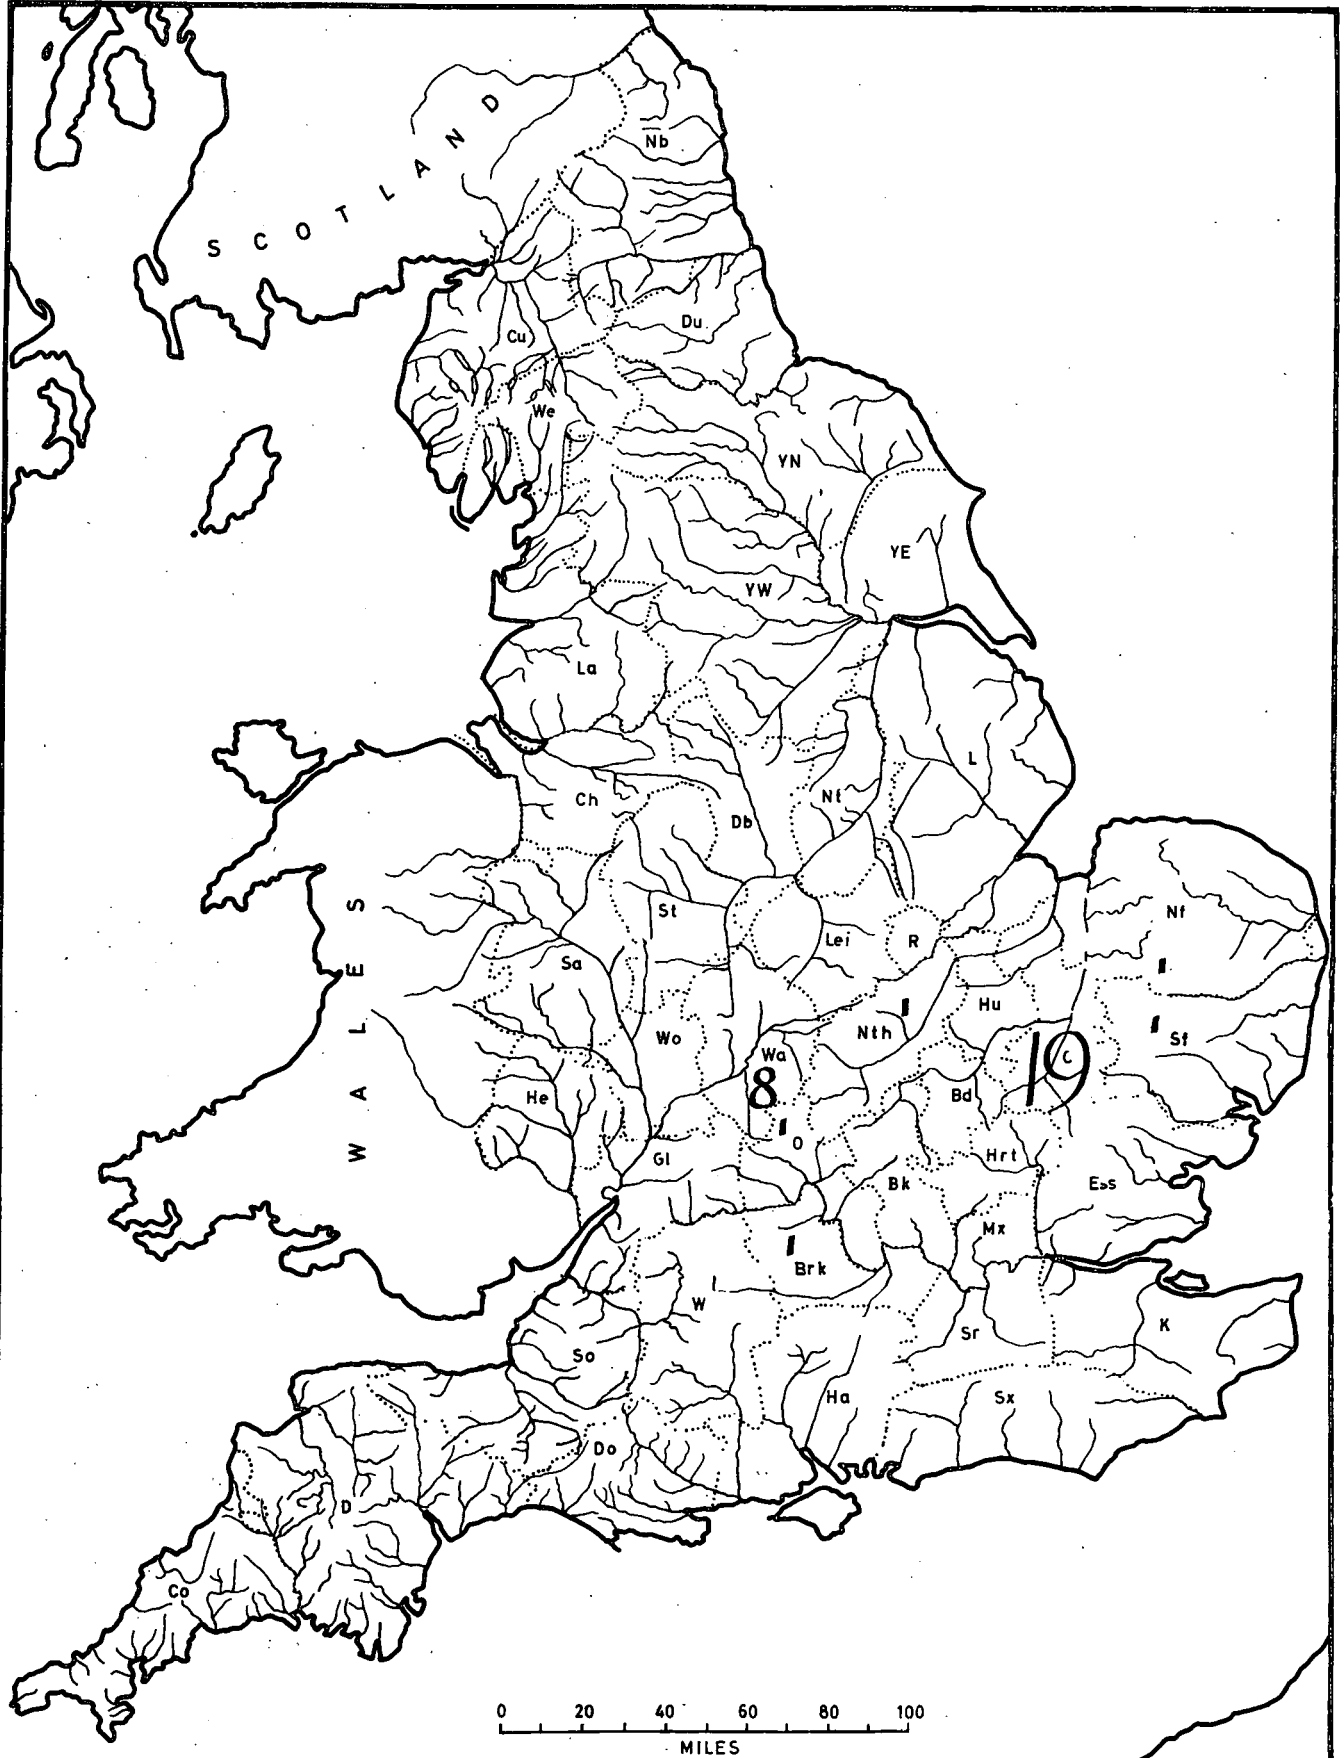 SCOTLAND
Nb
Cu
Du
We
YN
YE
YW
La
L
Ch
Nt
Db
St
Lei
R
Nf
Sa
Hu
Wo
Nth
Sf
Wa
19
C
8
He
Bd
O
Gl
Hrt
Bk
Ess
Mx
Brk
W
K
Sr
So
Ha
Sx
Do
D
Co
WALES
0 20 40 60 80 100
MILES